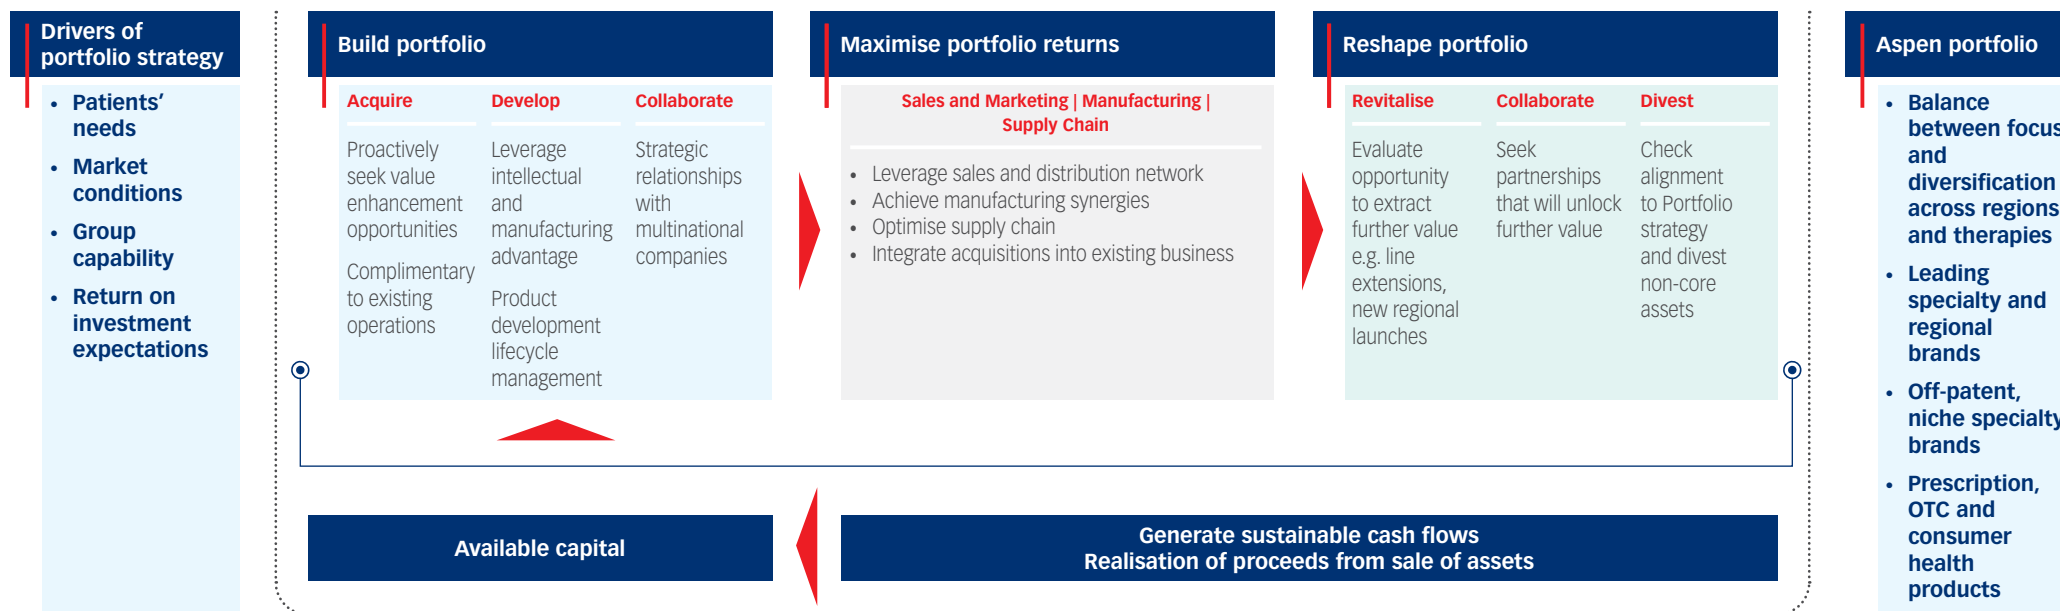 Drivers of
portfolio strategy
• Patients’
needs
• Market
conditions
• Group
capability
• Return on
investment
expectations
Build portfolio
Acquire
Proactively
seek value
enhancement
opportunities
Complimentary
to existing
operations
Develop
Leverage
intellectual
and
manufacturing
advantage
Product
development
lifecycle
management
Collaborate
Strategic
relationships
with
multinational
companies
Maximise portfolio returns
Sales and Marketing | Manufacturing |
Supply Chain
• Leverage sales and distribution network
• Achieve manufacturing synergies
• Optimise supply chain
• Integrate acquisitions into existing business
Reshape portfolio
Revitalise
Evaluate
opportunity
to extract
further value
e.g. line
extensions,
new regional
launches
Collaborate
Seek
partnerships
that will unlock
further value
Divest
Check
alignment
to Portfolio
strategy
and divest
non-core
assets
Available capital
Generate sustainable cash flows
Realisation of proceeds from sale of assets
Aspen portfolio
• Balance
between focus
and
diversification
across regions
and therapies
• Leading
specialty and
regional
brands
• Off-patent,
niche specialty
brands
• Prescription,
OTC and
consumer
health
products